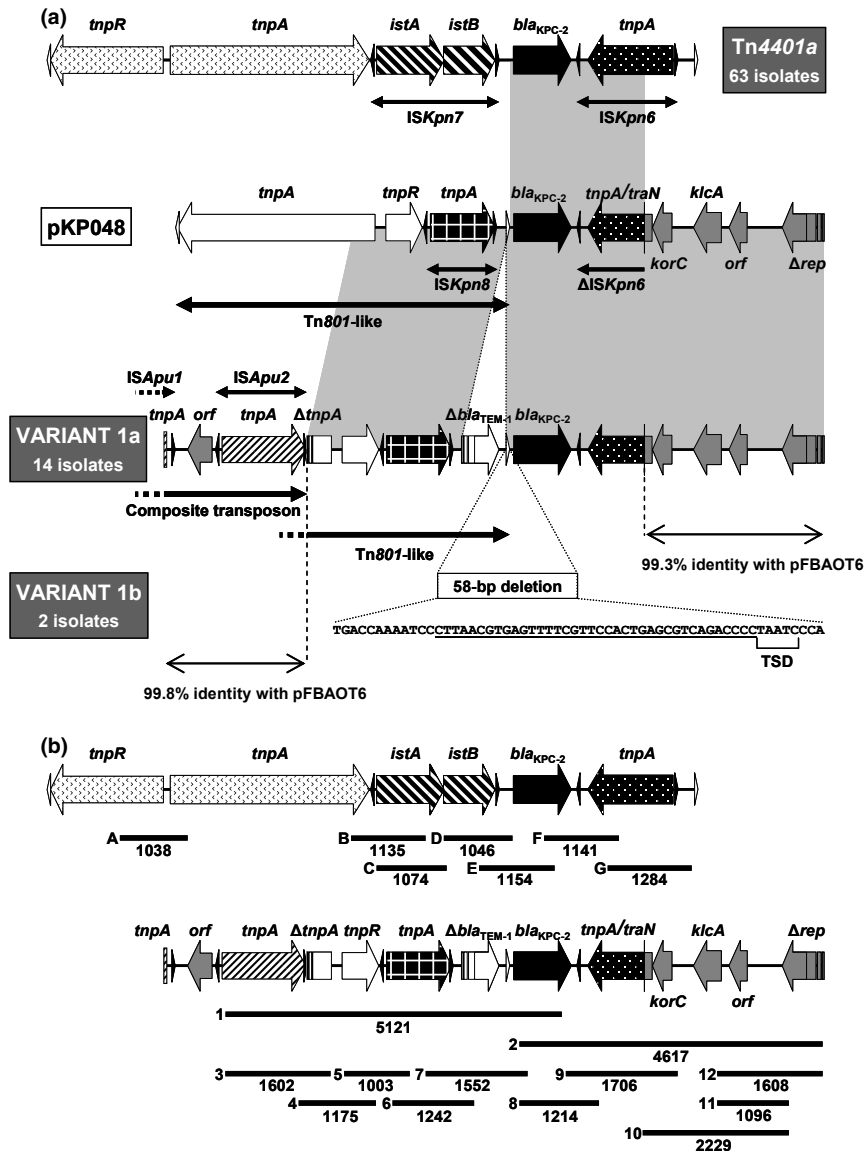 (a)
tnpR tnpA istA istB blaKPC-2 tnpA
Tn4401a
63 isolates
ISKpn7 ISKpn6
pKP048
tnpA tnpR tnpA blaKPC-2 tnpA/traN klcA
korC orf Δrep
ISKpn8 ΔISKpn6
Tn801-like
ISApu1 ISApu2
tnpA orf tnpA ΔtnpA ΔblaTEM-1 blaKPC-2
VARIANT 1a
14 isolates
Composite transposon
Tn801-like
99.3% identity with pFBAOT6
58-bp deletion
VARIANT 1b
2 isolates
TGACCAAAATCCCTTAACGTGAGTTTTCGTTCCACTGAGCGTCAGACCCCTAATCCCA
TSD
99.8% identity with pFBAOT6
(b)
tnpR tnpA istA istB blaKPC-2 tnpA
A B D F
1038 1135 1046 1141
C E G
1074 1154 1284
tnpA orf tnpA ΔtnpA tnpR tnpA ΔblaTEM-1 blaKPC-2 tnpA/traN klcA Δrep
korC orf
1
5121
2
4617
3 5 7 9 12
1602 1003 1552 1706 1608
4 6 8 11
1175 1242 1214 1096
10
2229